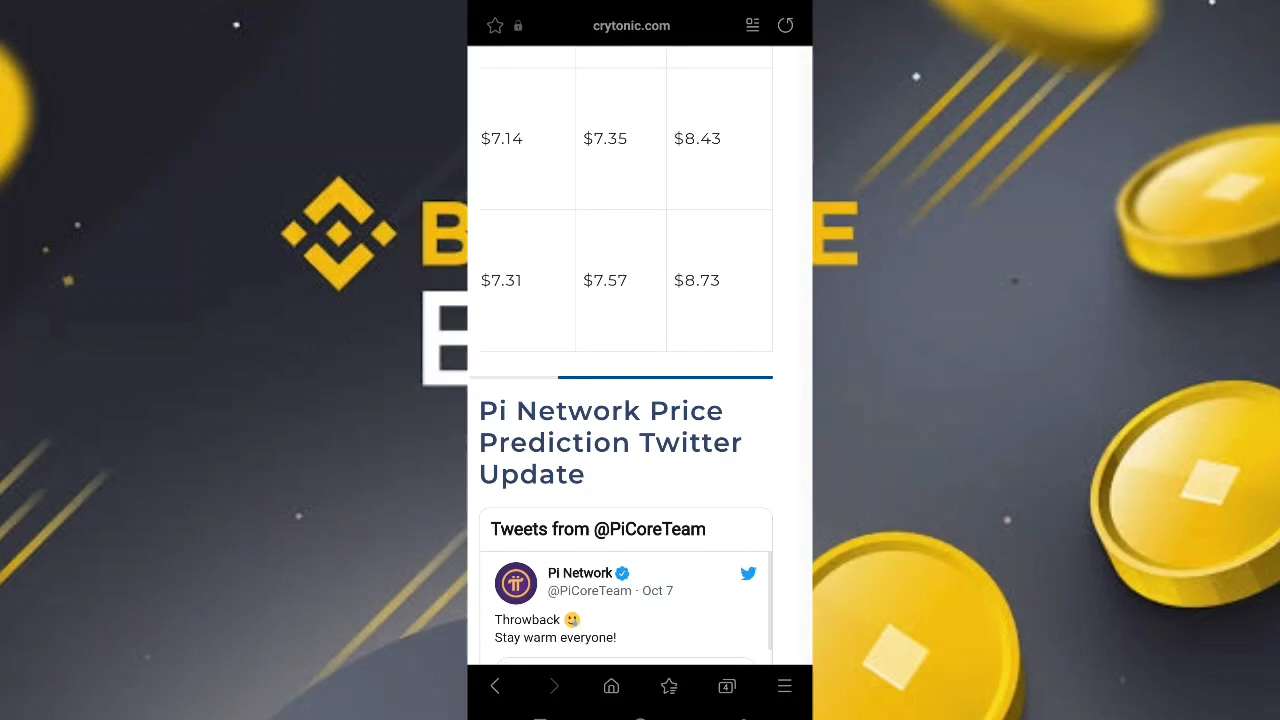 crytonic.com
$7.14 $7.35 $8.43
B E
$7.31 $7.57 $8.73
E
Pi Network Price
Prediction Twitter
Update
Tweets from @PiCoreTeam
Pi Network
@PiCoreTeam · Oct 7
Throwback 🥲
Stay warm everyone!
4